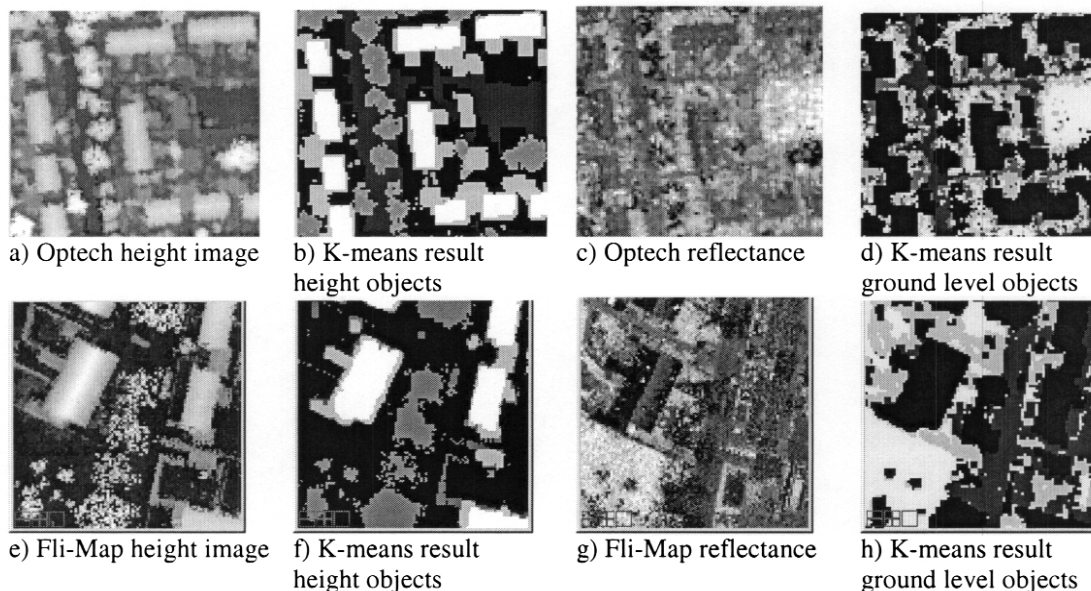 a) Optech height image
b) K-means result
height objects
c) Optech reflectance
d) K-means result
ground level objects
e) Fli-Map height image
f) K-means result
height objects
g) Fli-Map reflectance
h) K-means result
ground level objects